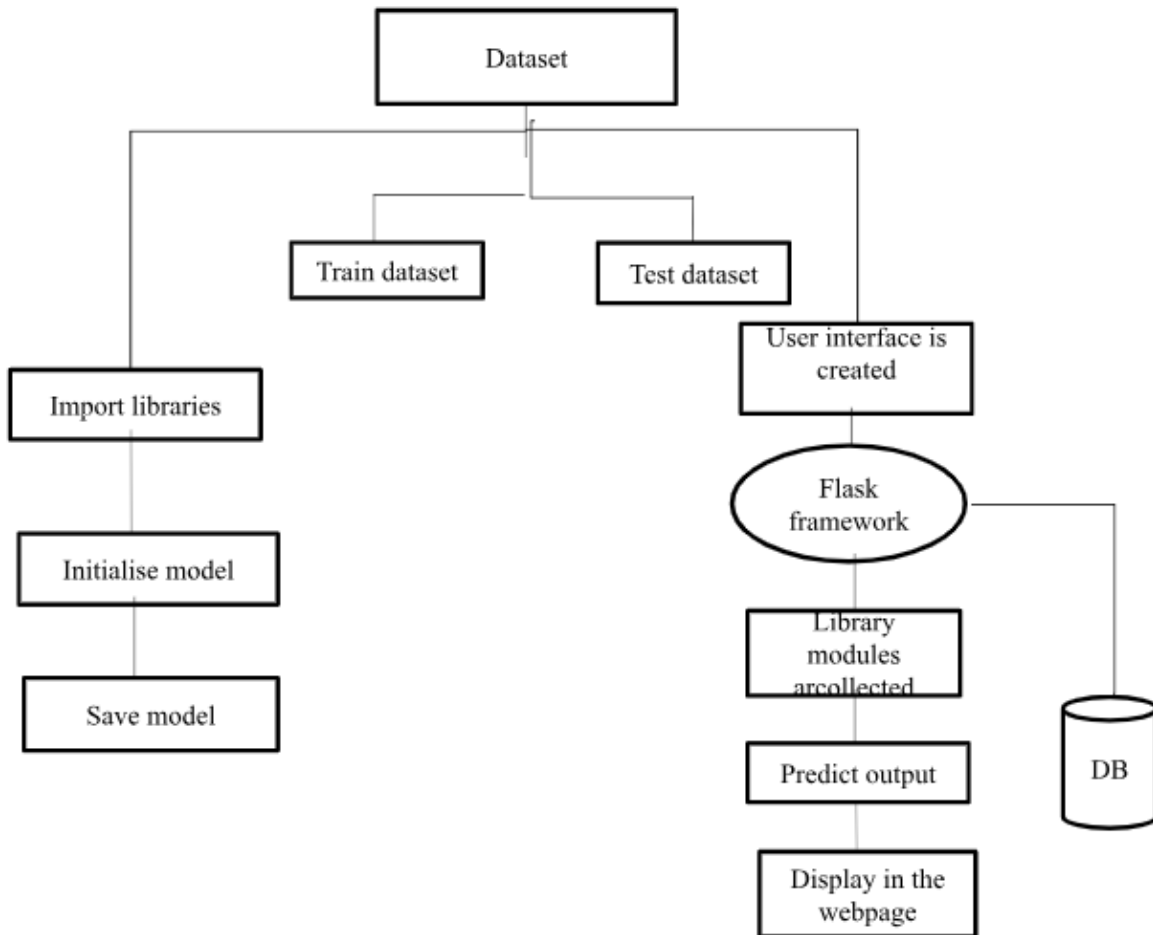 Dataset
Train dataset
Test dataset
User interface is
created
Import libraries
Flask
framework
Initialise model
Library
modules
arcollected
Save model
Predict output
DB
Display in the
webpage